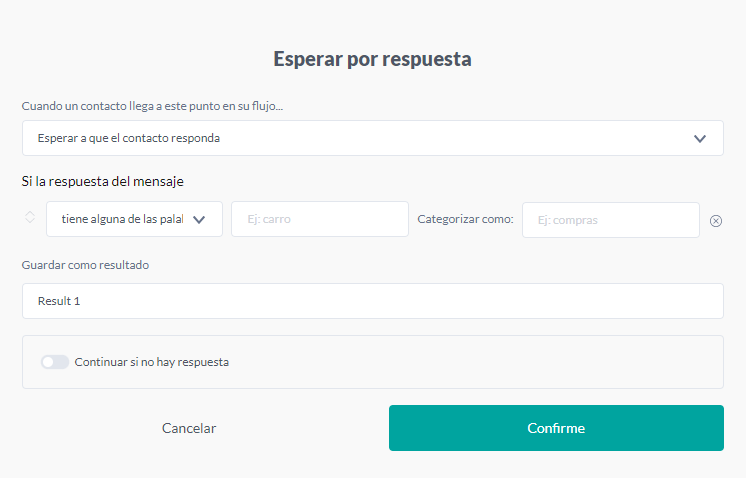 Esperar por respuesta
Cuando un contacto llega a este punto en su flujo...
Esperar a que el contacto responda
Si la respuesta del mensaje
tiene alguna de las palal Ej: carro Categorizar como: Ej: compras
Guardar como resultado
Result 1
Continuar si no hay respuesta
Cancelar Confirme